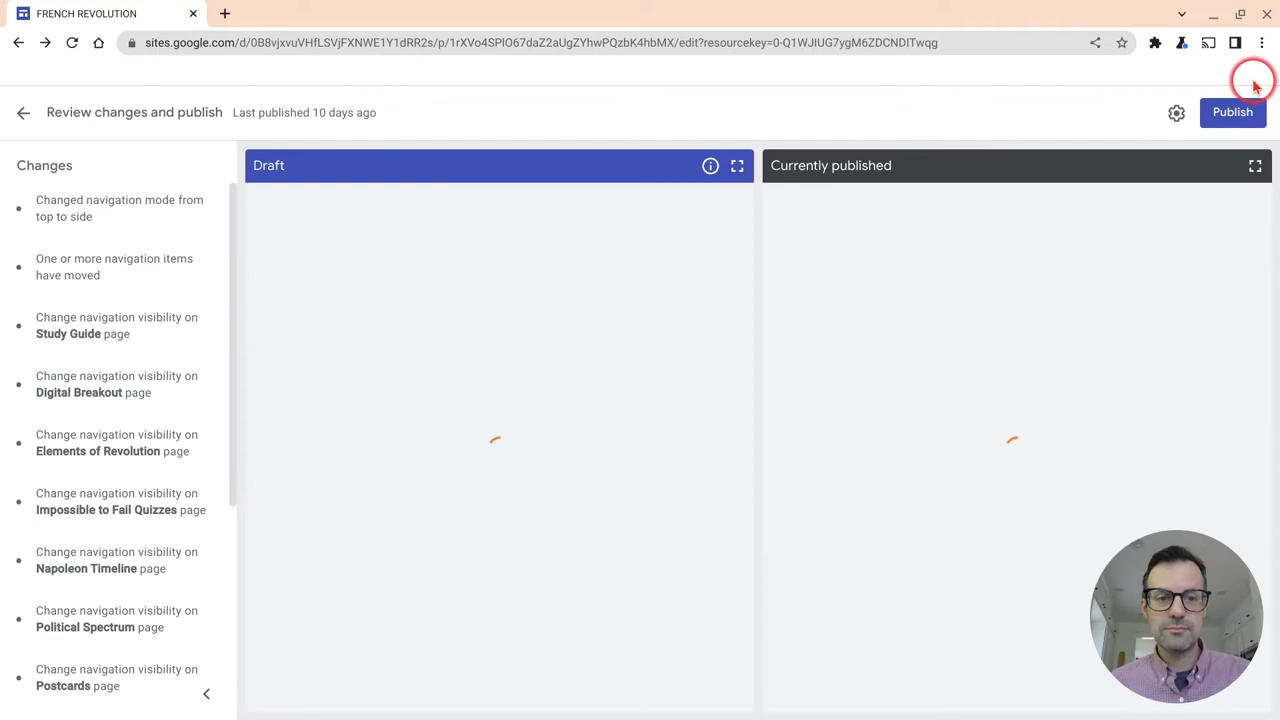 FRENCH REVOLUTION
sites.google.com/d/0B8vjxvuVHfLSVjFXNWE1Y1dRR2s/p/1rXVo4SPIO67daZ2aUgZYhwPQzbK4hbMX/edit?resourcekey=0-Q1WJIUG7ygM6ZDCNDITwqg
Review changes and publish Last published 10 days ago
Publish
Changes
Changed navigation mode from
top to side
One or more navigation items
have moved
Change navigation visibility on
Study Guide page
Change navigation visibility on
Digital Breakout page
Change navigation visibility on
Elements of Revolution page
Change navigation visibility on
Impossible to Fail Quizzes page
Change navigation visibility on
Napoleon Timeline page
Change navigation visibility on
Political Spectrum page
Change navigation visibility on
Postcards page
Draft
Currently published